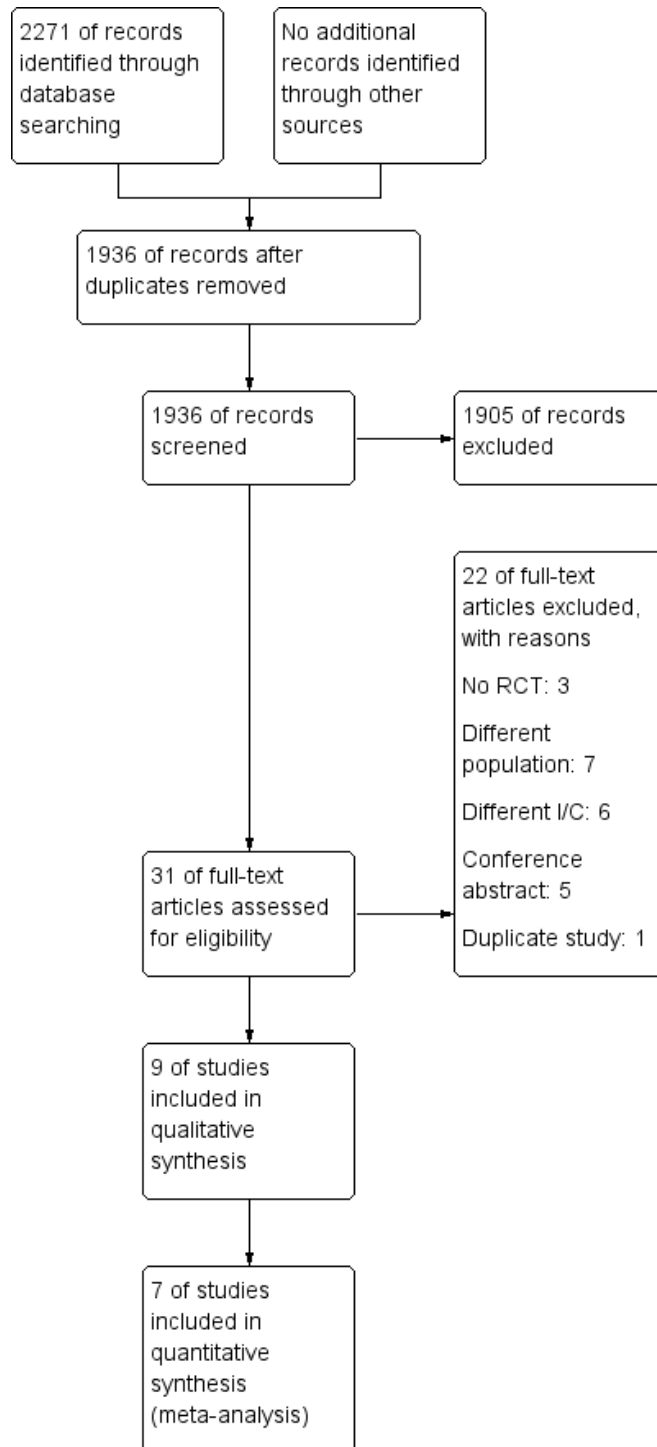 2271 of records
identified through
database
searching
No additional
records identified
through other
sources
1936 of records after
duplicates removed
1936 of records
screened
1905 of records
excluded
22 of full-text
articles excluded,
with reasons
No RCT: 3
Different
population: 7
Different I/C: 6
Conference
abstract: 5
Duplicate study: 1
31 of full-text
articles assessed
for eligibility
9 of studies
included in
qualitative
synthesis
7 of studies
included in
quantitative
synthesis
(meta-analysis)